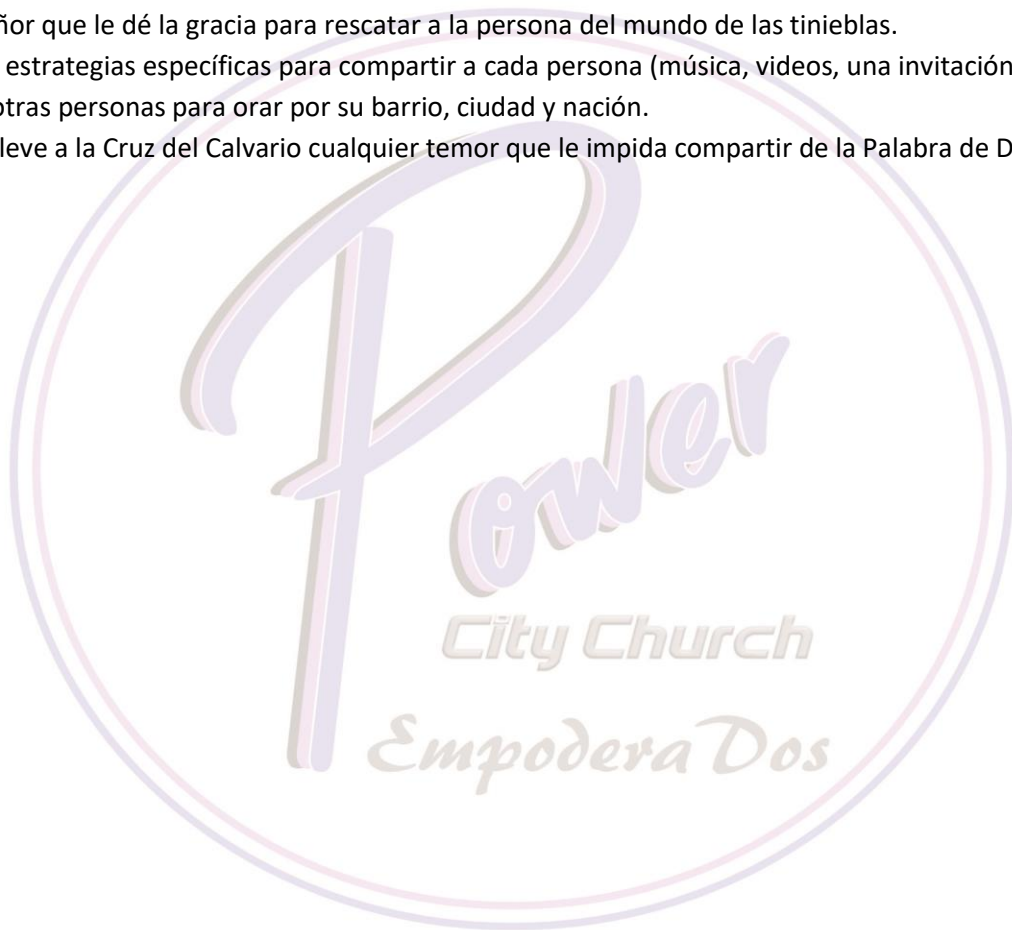 ñor que le dé la gracia para rescatar a la persona del mundo de las tinieblas.
estrategias específicas para compartir a cada persona (música, videos, una invitación
otras personas para orar por su barrio, ciudad y nación.
leve a la Cruz del Calvario cualquier temor que le impida compartir de la Palabra de D
Power
City Church
Empodera Dos